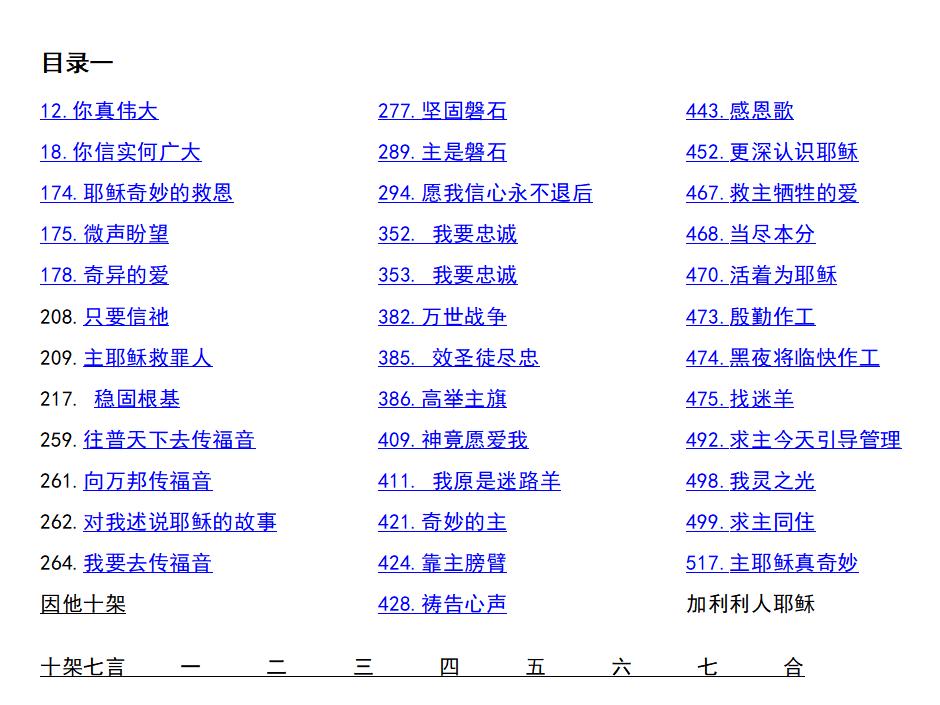 目录一
12.你真伟大
18.你信实何广大
174.耶稣奇妙的救恩
175.微声盼望
178.奇异的爱
208.只要信祂
209.主耶稣救罪人
217. 稳固根基
259.往普天下去传福音
261.向万邦传福音
262.对我述说耶稣的故事
264.我要去传福音
因他十架
277.坚固磐石
289.主是磐石
294.愿我信心永不退后
352. 我要忠诚
353. 我要忠诚
382.万世战争
385. 效圣徒尽忠
386.高举主旗
409.神竟愿爱我
411. 我原是迷路羊
421.奇妙的主
424.靠主膀臂
428.祷告心声
443.感恩歌
452.更深认识耶稣
467.救主牺牲的爱
468.当尽本分
470.活着为耶稣
473.殷勤作工
474.黑夜将临快作工
475.找迷羊
492.求主今天引导管理
498.我灵之光
499.求主同住
517.主耶稣真奇妙
加利利人耶稣
十架七言 一 二 三 四 五 六 七 合